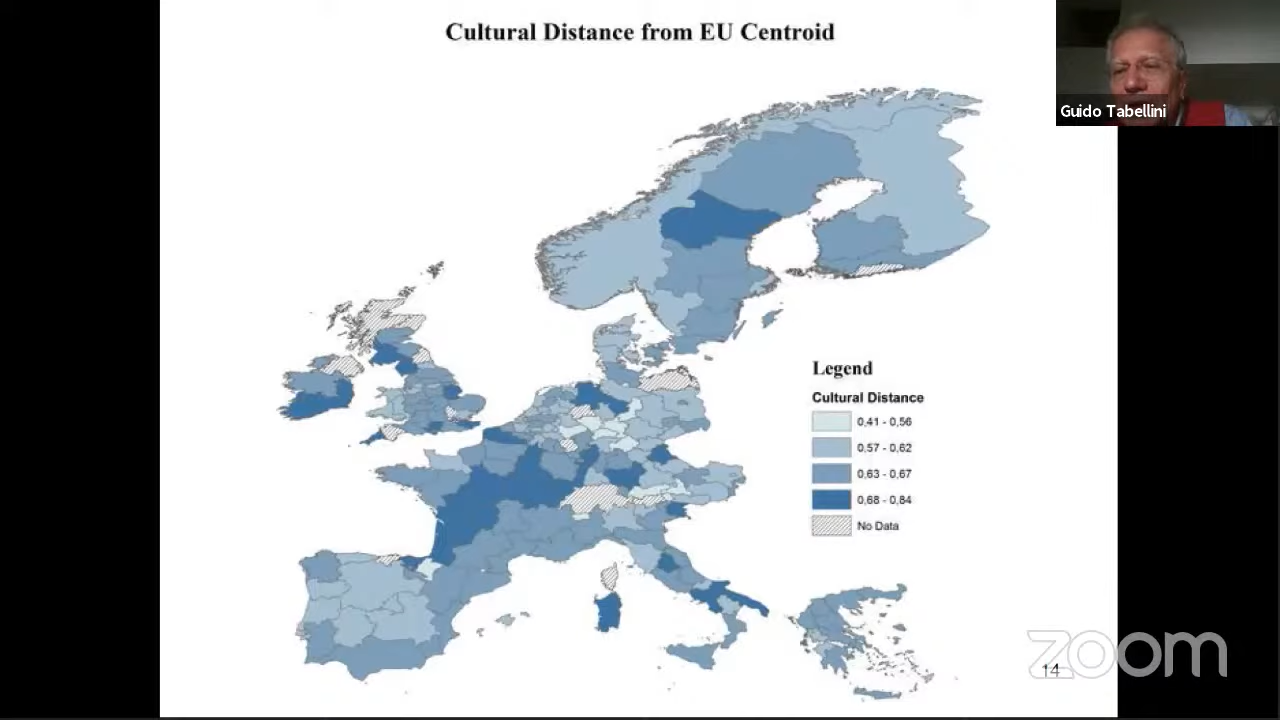 Cultural Distance from EU Centroid
Guido Tabellini
Legend
Cultural Distance
0,41 - 0,56
0,57 - 0,62
0,63 - 0,67
0,68 - 0,84
No Data
zoom
14